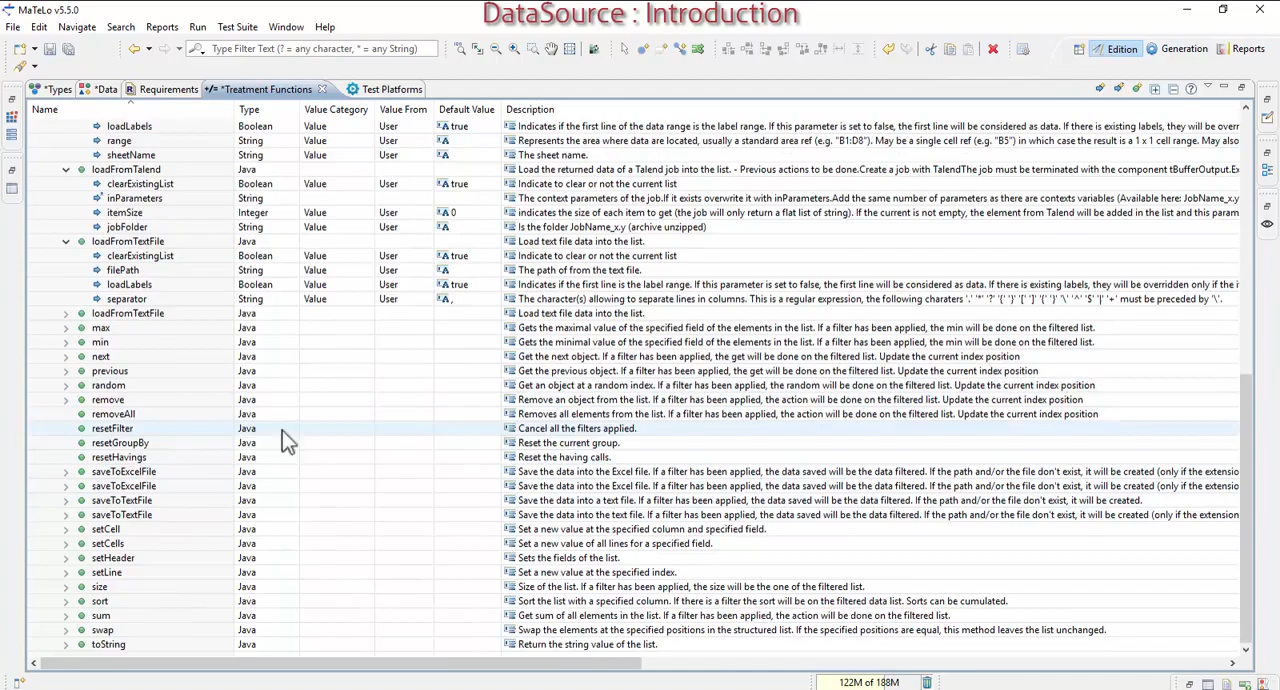 MaTeLo v5.5.0
DataSource : Introduction
File Edit Navigate Search Reports Run Test Suite Window Help
Type Filter Text (? = any character, * = any String)
Edition Generation Reports
*Types *Data Requirements *Treatment Functions Test Platforms
Name Type Value Category Value From Default Value Description
loadLabels Boolean Value User true Indicates if the first line of the data range is the label range. If this parameter is set to false, the first line will be considered as data. If there is existing labels, they will be overr
range String Value User Represents the area where data are located, usually a standard area ref (e.g. "B1:D8"). May be a single cell ref (e.g. "B5") in which case the result is a 1 x 1 cell range. May also
sheetName String Value User The sheet name.
loadFromTalend Java Load the returned data of a Talend job into the list. - Previous actions to be done.Create a job with TalendThe job must be terminated with the component tBufferOutput.Ex
clearExistingList Boolean Value User true Indicate to clear or not the current list
inParameters String The context parameters of the job.If it exists overwrite it with inParameters.Add the same number of parameters as there are contexts variables (Available here: JobName_x.y
itemSize Integer Value User 0 indicates the size of each item to get (the job will only return a flat list of string). If the current is not empty, the element from Talend will be added in the list and this param
jobFolder String Value User Is the folder JobName_x.y (archive unzipped)
loadFromTextFile Java Load text file data into the list.
clearExistingList Boolean Value User true Indicate to clear or not the current list
filePath String Value User The path of from the text file.
loadLabels Boolean Value User true Indicates if the first line is the label range. If this parameter is set to false, the first line will be considered as data. If there is existing labels, they will be overridden only if the i
separator String Value User , The character(s) allowing to separate lines in columns. This is a regular expression, the following charaters '.' '*' '?' '(' ')' '[' ']' '{' '}' '\' '^' '$' '|' '+' must be preceded by '\'.
loadFromTextFile Java Load text file data into the list.
max Java Gets the maximal value of the specified field of the elements in the list. If a filter has been applied, the min will be done on the filtered list.
min Java Gets the minimal value of the specified field of the elements in the list. If a filter has been applied, the min will be done on the filtered list.
next Java Get the next object. If a filter has been applied, the get will be done on the filtered list. Update the current index position
previous Java Get the previous object. If a filter has been applied, the get will be done on the filtered list. Update the current index position
random Java Get an object at a random index. If a filter has been applied, the random will be done on the filtered list. Update the current index position
remove Java Remove an object from the list. If a filter has been applied, the action will be done on the filtered list. Update the current index position
removeAll Java Removes all elements from the list. If a filter has been applied, the action will be done on the filtered list. Update the current index position
resetFilter Java Cancel all the filters applied.
resetGroupBy Java Reset the current group.
resetHavings Java Reset the having calls.
saveToExcelFile Java Save the data into the Excel file. If a filter has been applied, the data saved will be the data filtered. If the path and/or the file don't exist, it will be created (only if the extension
saveToExcelFile Java Save the data into the Excel file. If a filter has been applied, the data saved will be the data filtered. If the path and/or the file don't exist, it will be created (only if the extension
saveToTextFile Java Save the data into a text file. If a filter has been applied, the data saved will be the data filtered. If the path and/or the file don't exist, it will be created.
saveToTextFile Java Save the data into the text file. If a filter has been applied, the data saved will be the data filtered. If the path and/or the file don't exist, it will be created (only if the extension
setCell Java Set a new value at the specified column and specified field.
setCells Java Set a new value of all lines for a specified field.
setHeader Java Sets the fields of the list.
setLine Java Set a new value at the specified index.
size Java Size of the list. If a filter has been applied, the size will be the one of the filtered list.
sort Java Sort the list with a specified column. If there is a filter the sort will be on the filtered data list. Sorts can be cumulated.
sum Java Get sum of all elements in the list. If a filter has been applied, the action will be done on the filtered list.
swap Java Swap the elements at the specified positions in the structured list. If the specified positions are equal, this method leaves the list unchanged.
toString Java Return the string value of the list.
122M of 188M